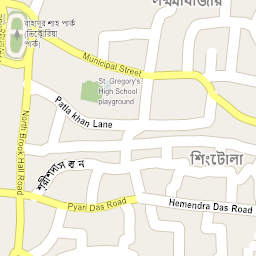 লক্ষ্মীবাজার
বাহাদুর শাহ পার্ক
(ভিক্টোরিয়া
পার্ক)
Municipal Street
St. Gregory's
High School
playground
Patla khan Lane
North Brook Hall Road
শিংটোলা
হৃষীকেশ দাস রোড
Pyari Das Road
Hemendra Das Road